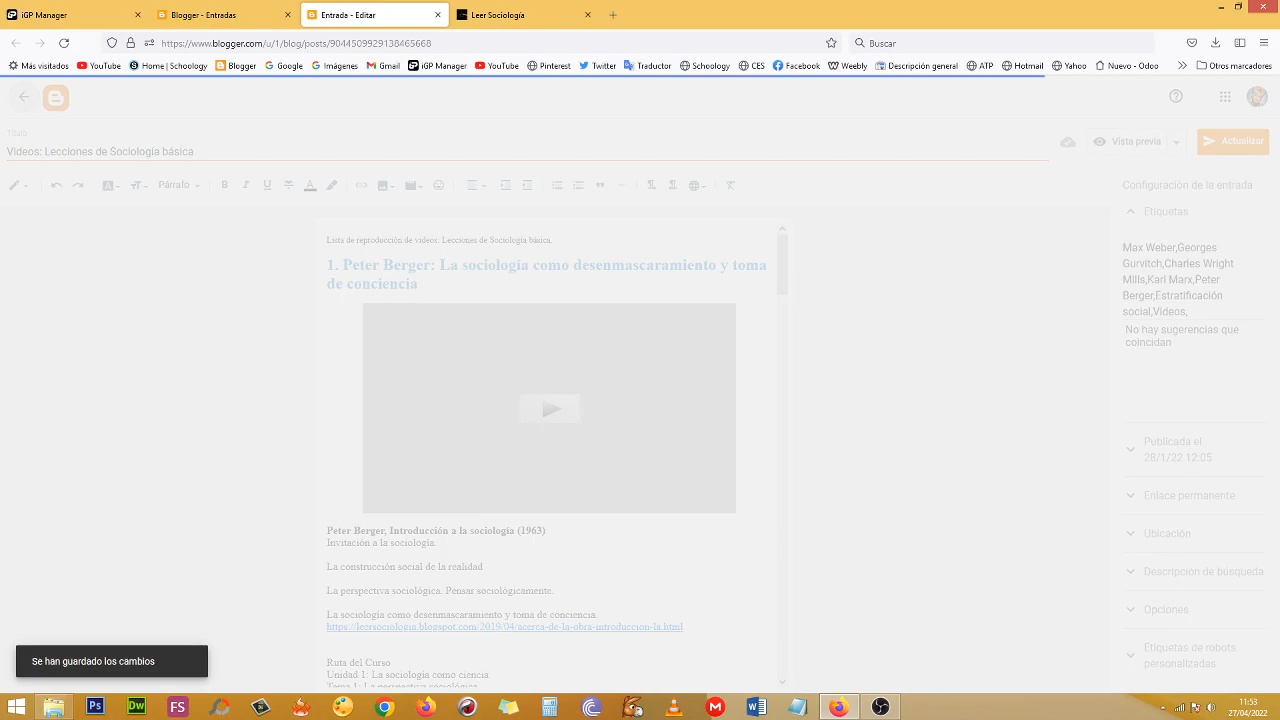 iGP Manager
Blogger - Entradas
Entrada - Editar
Leer Sociología
https://www.blogger.com/u/1/blog/posts/9044509929138465668
Buscar
Más visitados
YouTube
Home | Schoology
Blogger
Google
Imágenes
Gmail
iGP Manager
YouTube
Pinterest
Twitter
Traductor
Schoology
CES
Facebook
Weebly
Descripción general
ATP
Hotmail
Yahoo
Nuevo - Odoo
Otros marcadores
Título
Videos: Lecciones de Sociología básica
Vista previa
Actualizar
Párrafo
B I U
Configuración de la entrada
Etiquetas
Max Weber,Georges
Gurvitch,Charles Wright
Mills,Karl Marx,Peter
Berger,Estratificación
social,Videos,
No hay sugerencias que
coincidan
Publicada el
28/1/22 12:05
Enlace permanente
Ubicación
Descripción de búsqueda
Opciones
Etiquetas de robots
personalizadas
Lista de reproducción de videos: Lecciones de Sociología básica.
1. Peter Berger: La sociología como desenmascaramiento y toma
de conciencia
Peter Berger, Introducción a la sociología (1963)
Invitación a la sociología.
La construcción social de la realidad
La perspectiva sociológica. Pensar sociológicamente.
La sociología como desenmascaramiento y toma de conciencia.
https://leersociologia.blogspot.com/2019/04/acerca-de-la-obra-introduccion-la.html
Ruta del Curso
Unidad 1: La sociología como ciencia
Tema 1: La perspectiva sociológica
Se han guardado los cambios
Ps
Dw
FS
M
W
11:53
27/04/2022